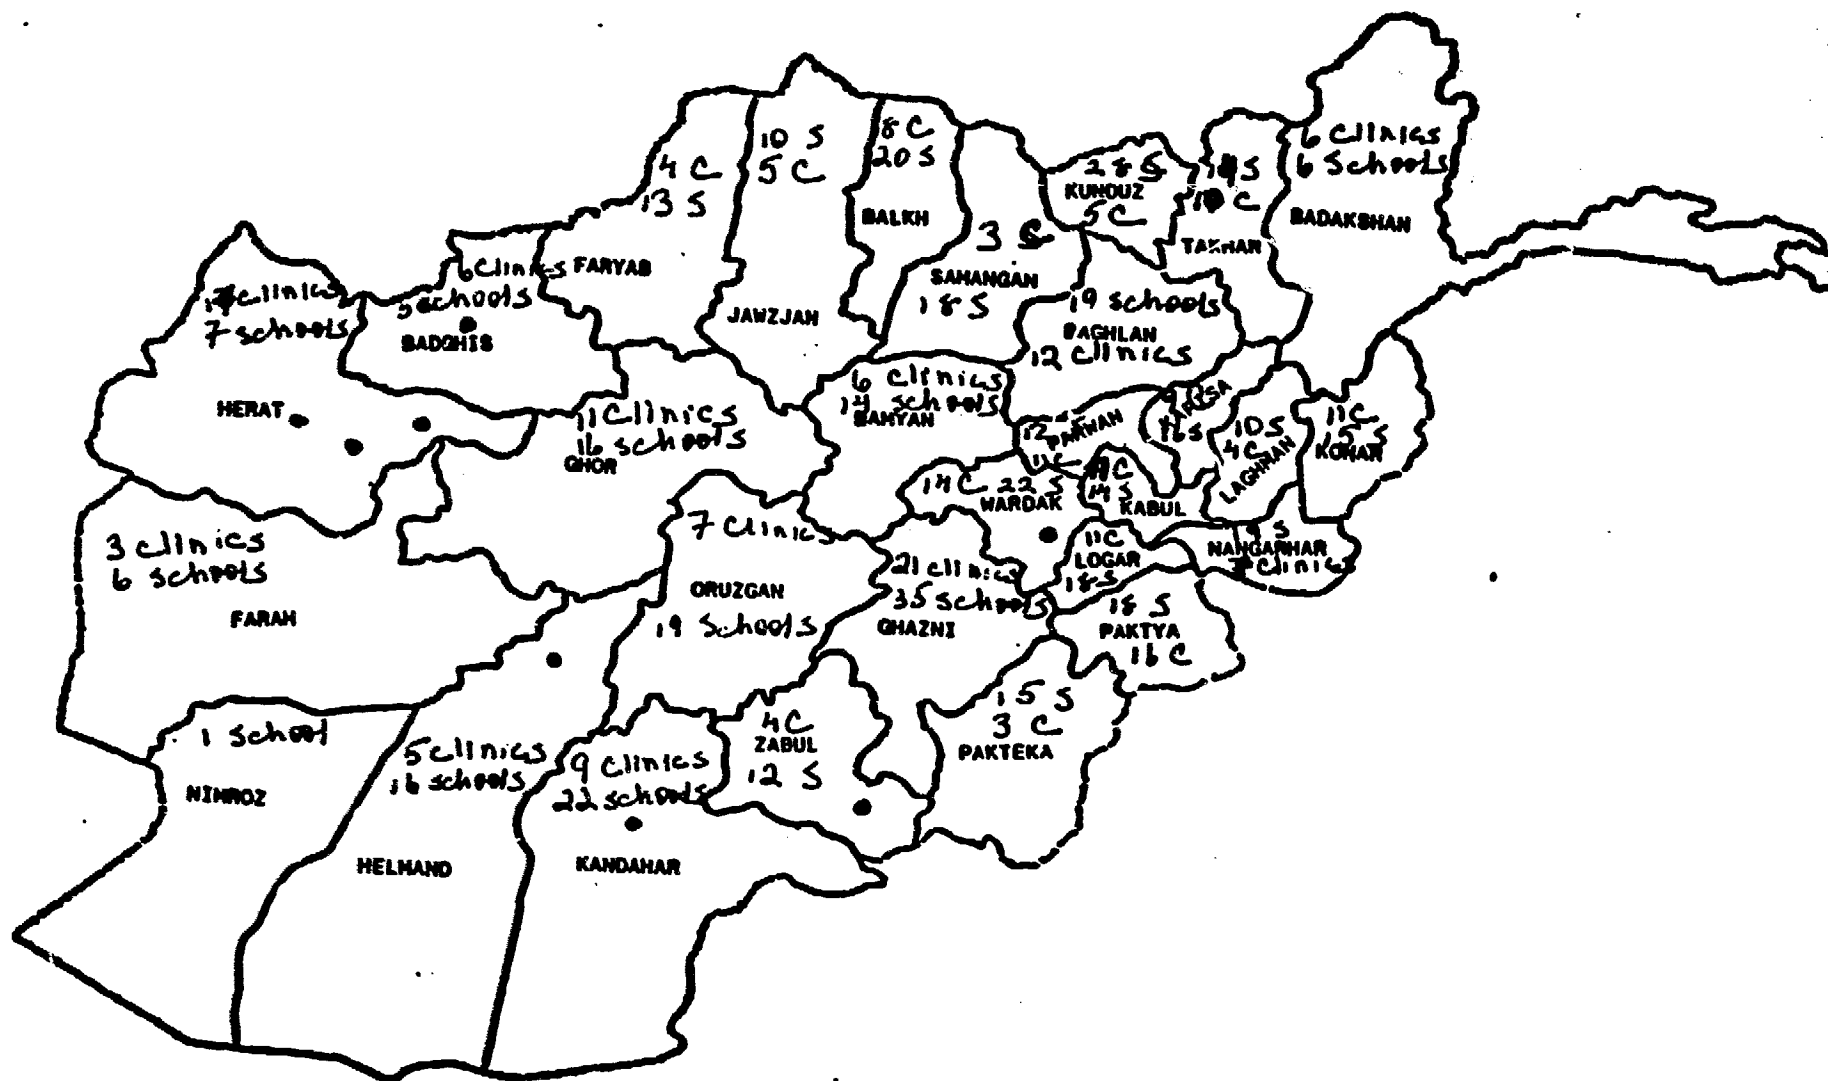 10 S
5 C
8 C
20 S
BALKH
4 C
13 S
FARYAB
JAWZJAN
3 C
SAMANGAN
18 S
28 S
KUNDUZ
5 C
C
TAKHAR
6 Clinics
6 Schools
BADAKSHAN
Clinics
7 schools
HERAT
6 Clinics
5 schools
BADGHIS
11 Clinics
16 schools
GHOR
19 schools
BAGHLAN
12 clinics
6 clinics
14 schools
BAMYAN
PARWAN
16 S
10 S
4 C
LAGHMAN
11 C
15 S
KONAR
14 C 22 S
WARDAK
14 S
KABUL
11 C
LOGAR
18 S
9 S
NANGARHAR
Clinics
3 clinics
6 schools
FARAH
7 Clinics
ORUZGAN
19 Schools
21 clinics
35 schools
GHAZNI
18 S
PAKTYA
16 C
15 S
3 C
PAKTEKA
1 school
NIMROZ
5 clinics
16 schools
HELMAND
9 Clinics
22 schools
KANDAHAR
4 C
ZABUL
12 S